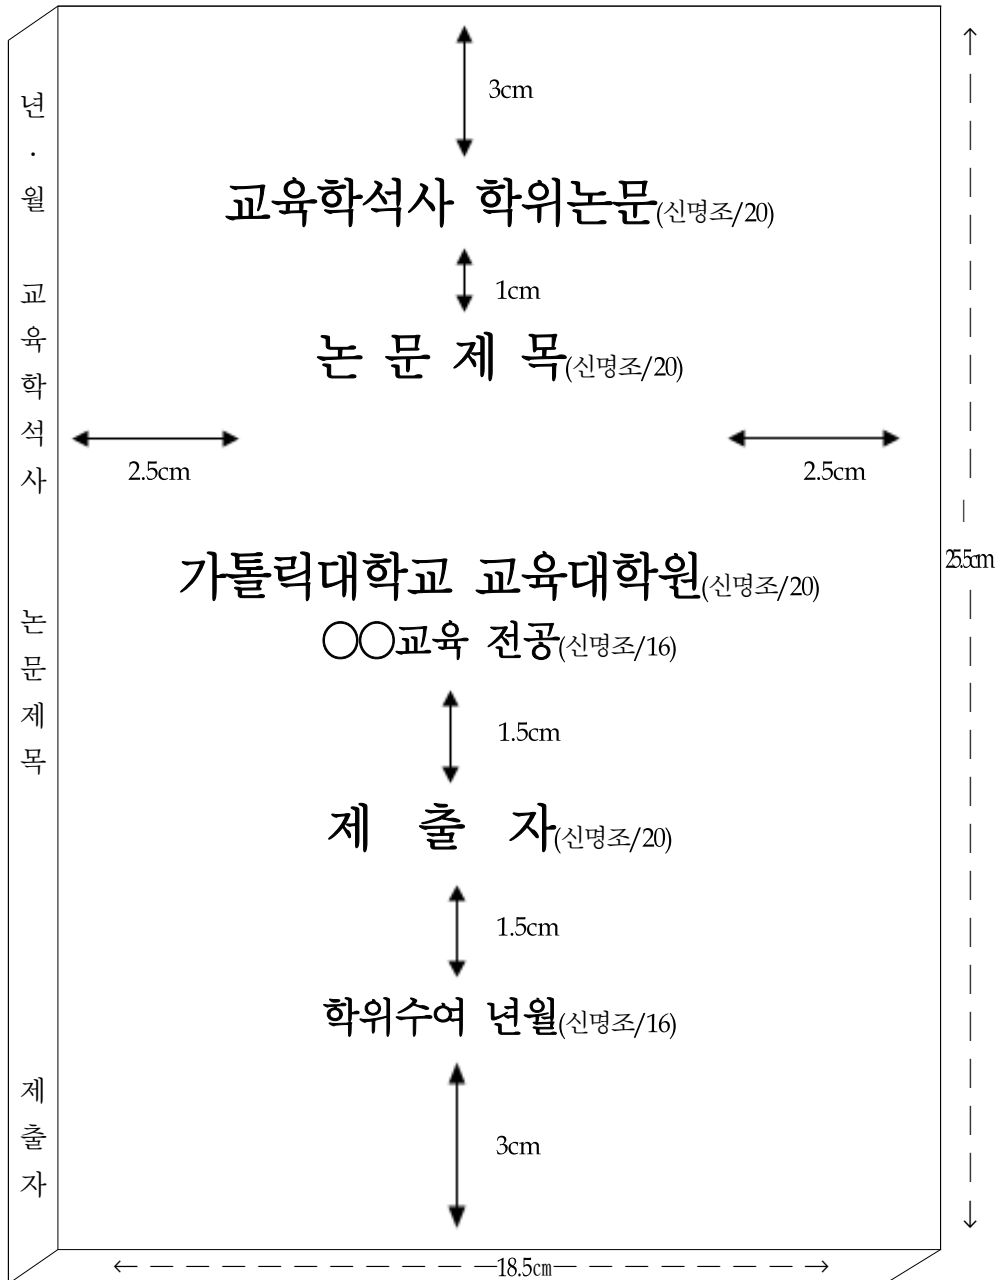 년 · 월 교육학석사 논문제목 제출자
3cm
교육학석사 학위논문(신명조/20)
1cm
논 문 제 목(신명조/20)
2.5cm 2.5cm
25.5cm
가톨릭대학교 교육대학원(신명조/20)
○○교육 전공(신명조/16)
1.5cm
제 출 자(신명조/20)
1.5cm
학위수여 년월(신명조/16)
3cm
18.5㎝